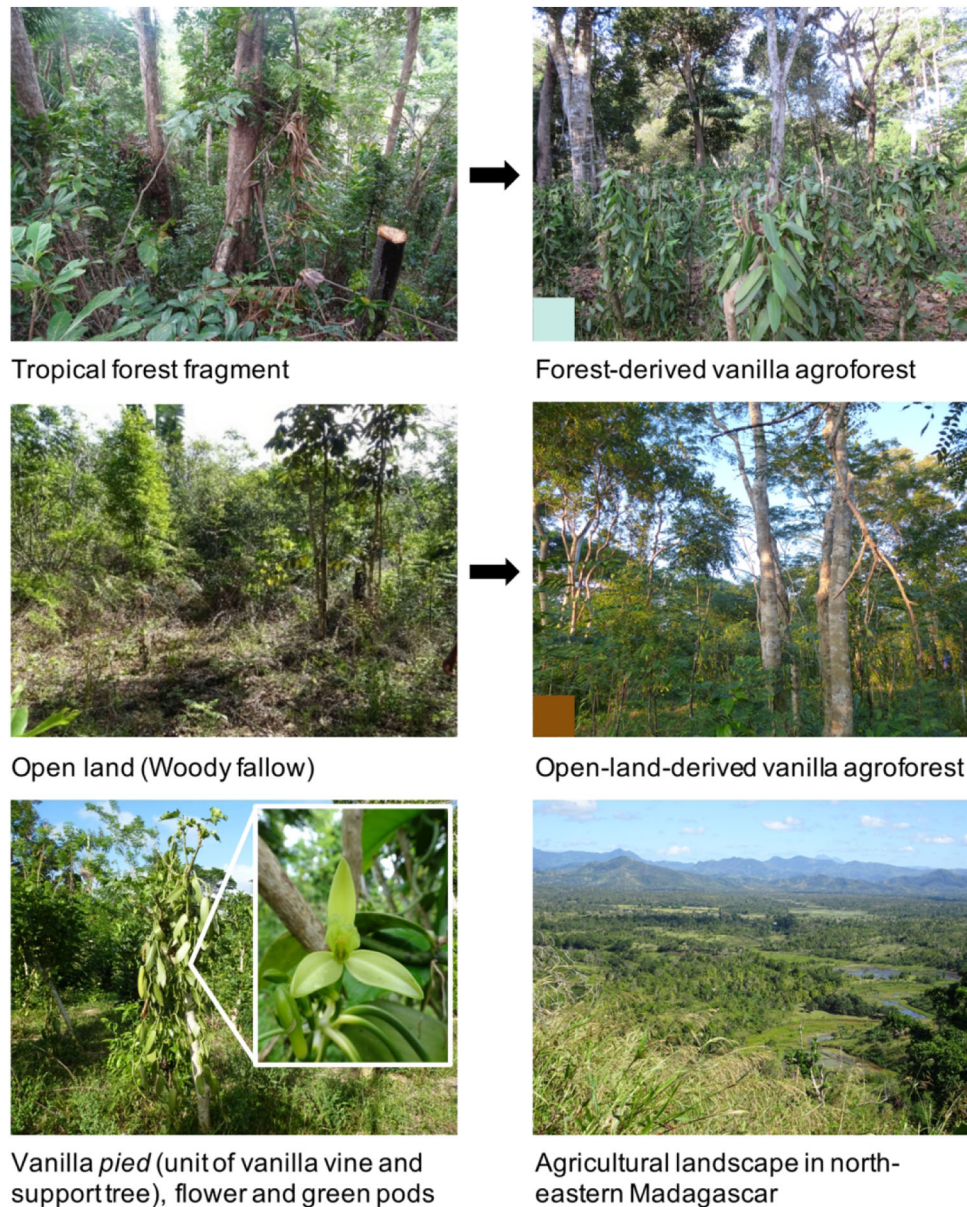 Tropical forest fragment
Forest-derived vanilla agroforest
Open land (Woody fallow)
Open-land-derived vanilla agroforest
Vanilla pied (unit of vanilla vine and
support tree), flower and green pods
Agricultural landscape in north-
eastern Madagascar